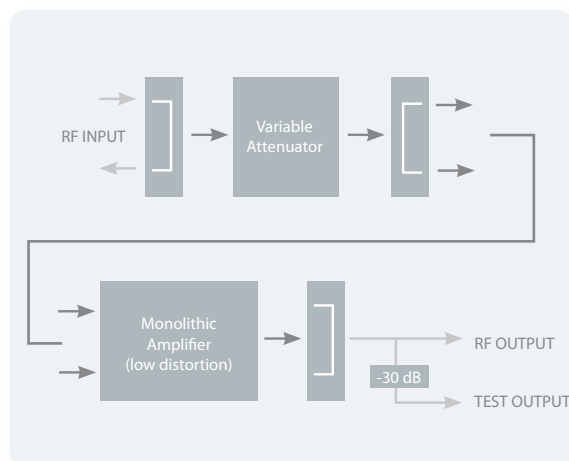 RF INPUT
Variable
Attenuator
Monolithic
Amplifier
(low distortion)
RF OUTPUT
-30 dB
TEST OUTPUT